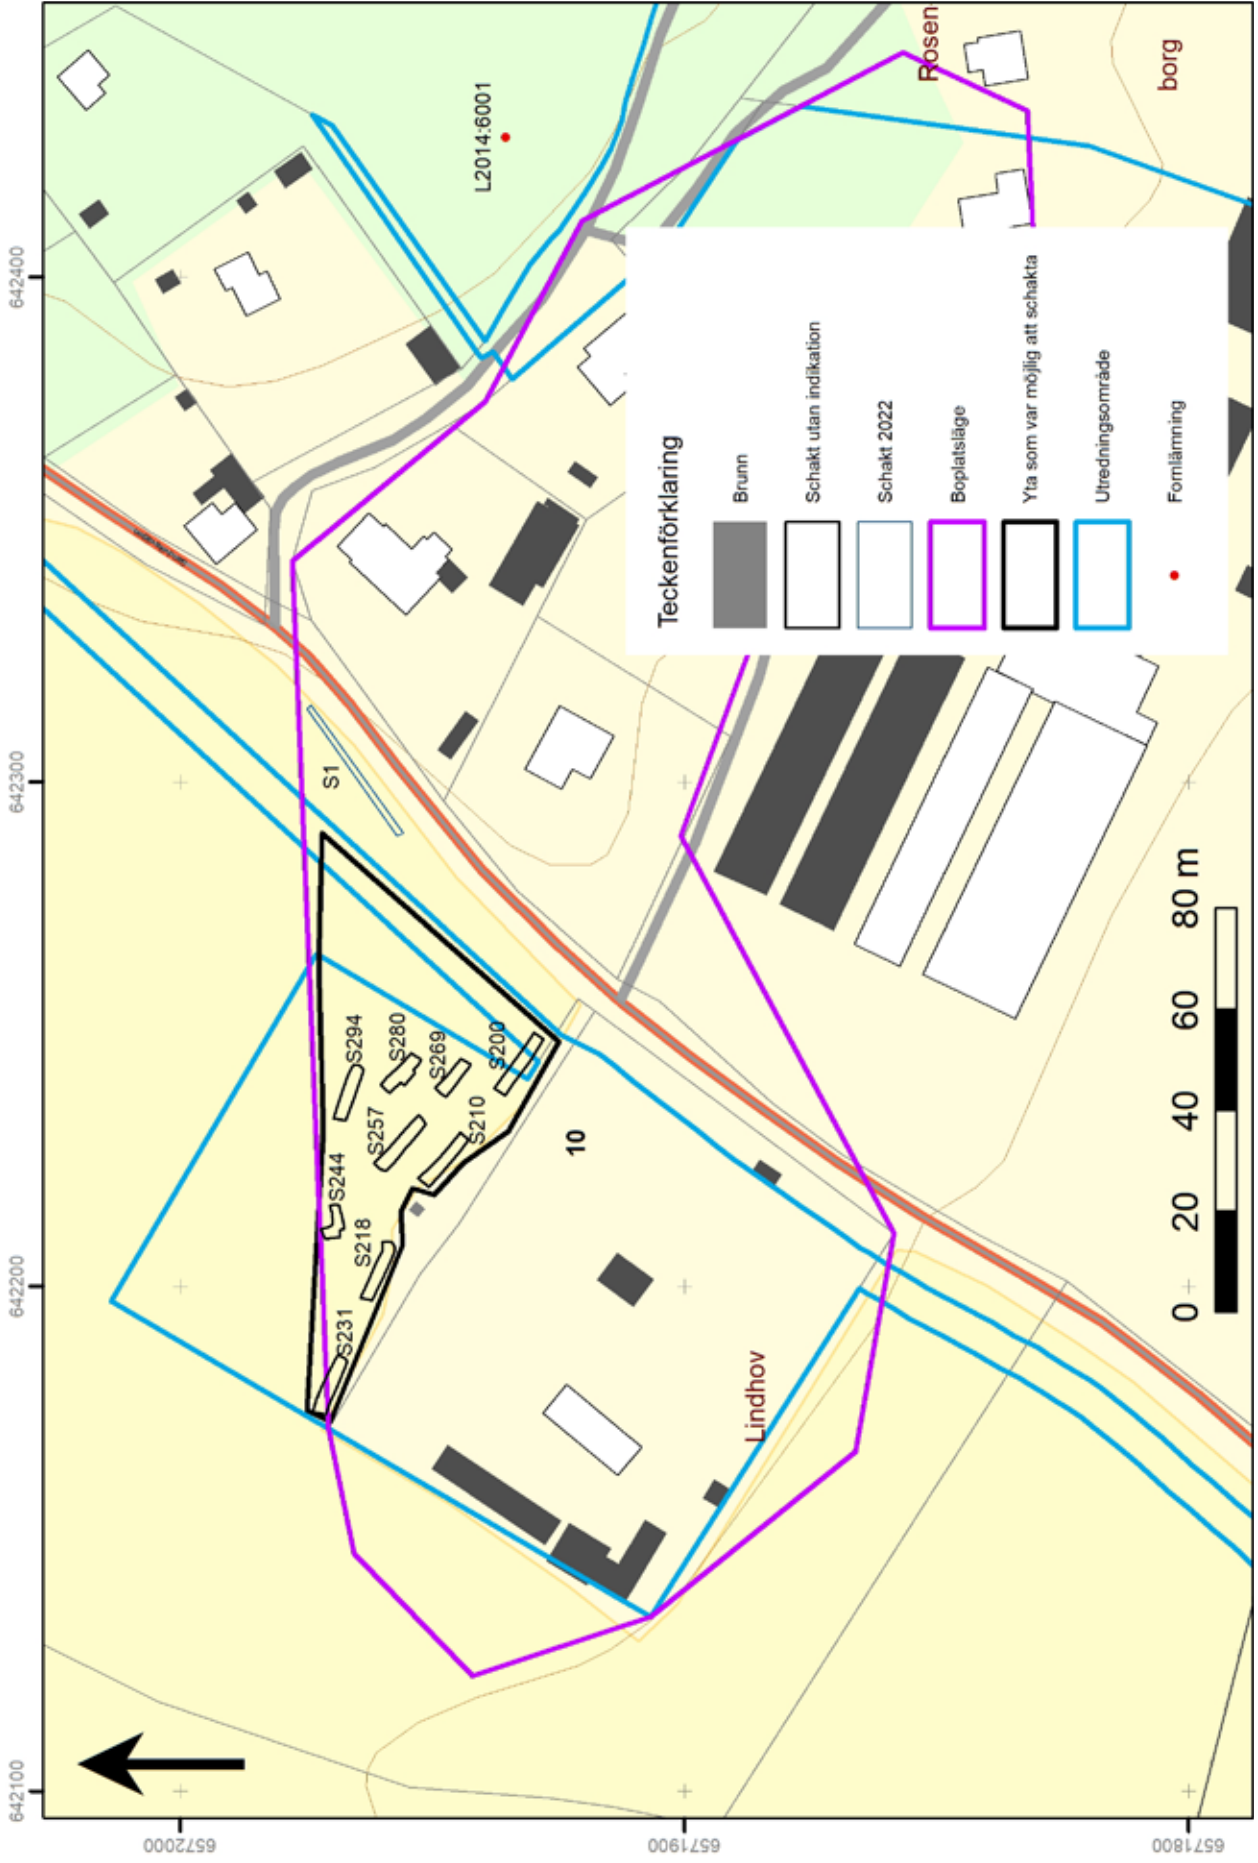 642100
642200
642300
642400
6572000
6571900
6571800
L2014:6001
S1
S294
S280
S269
S200
S257
S210
S244
S218
S231
10
Lindhov
Rosen-
borg
Teckenförklaring
Brunn
Schakt utan indikation
Schakt 2022
Boplatsläge
Yta som var möjlig att schakta
Utredningsområde
Fornlämning
0 20 40 60 80 m